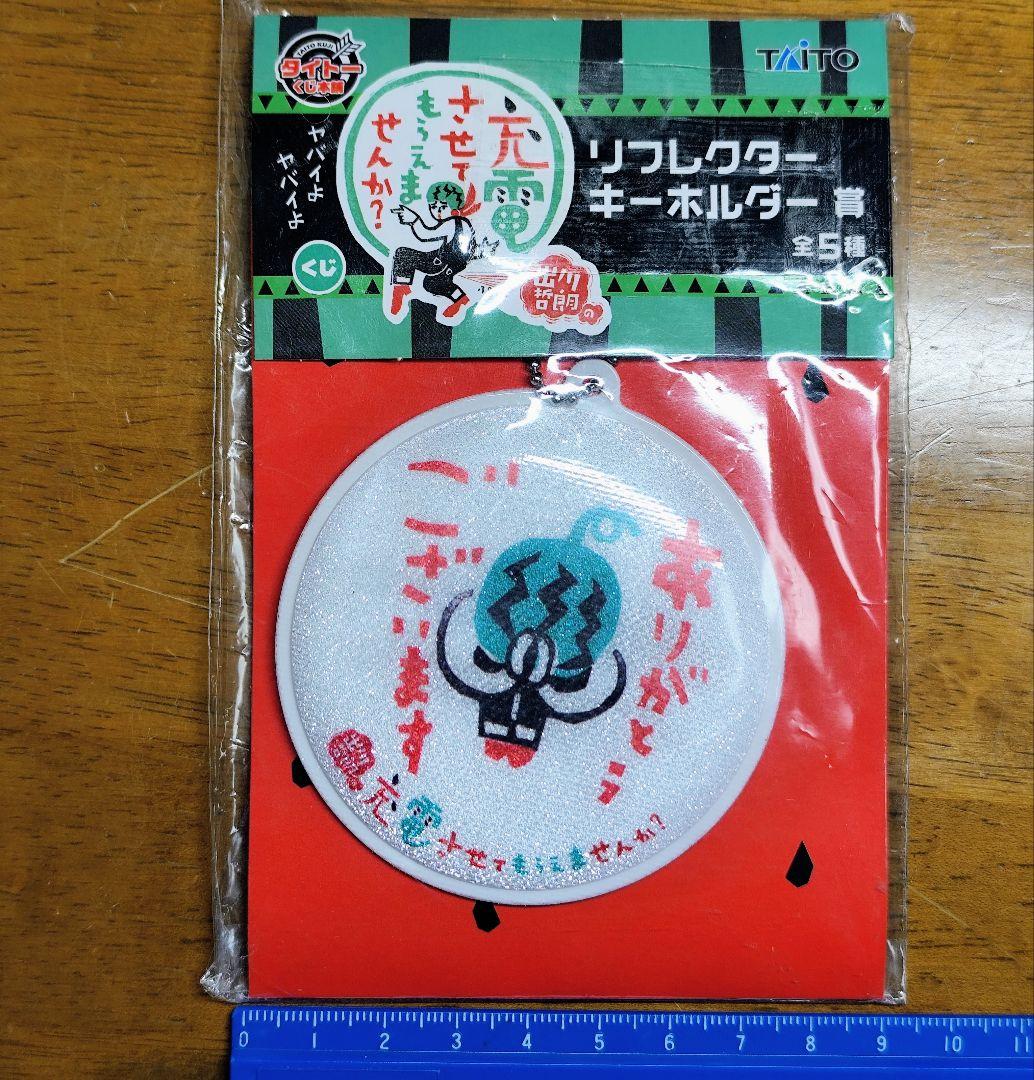 TAITO KUJI
タイトー
くじ本舗
TAITO
ヤバイよ
ヤバイよ
くじ
充電
させて
もらえま
せんか?
出川
哲朗の
リフレクター
キーホルダー 賞
全5種
ありがとう
ございます
充電させてもらえませんか?
0 1 2 3 4 5 6 7 8 9 10 11